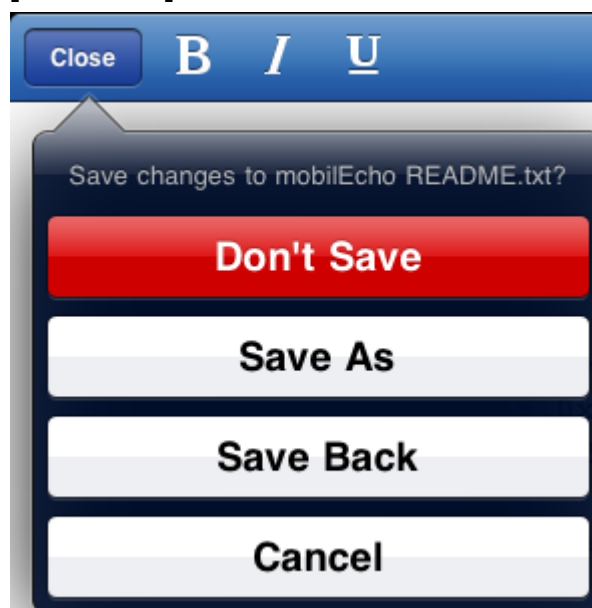 Close B I U
Save changes to mobilEcho README.txt?
Don't Save
Save As
Save Back
Cancel